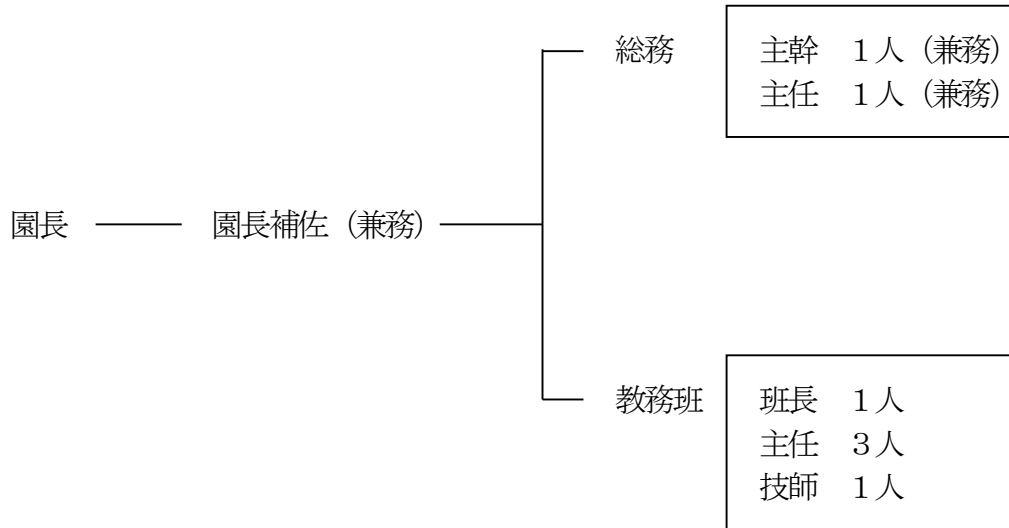 総務　主幹　１人（兼務）
主任　１人（兼務）
園長　園長補佐（兼務）
教務班　班長　１人
主任　３人
技師　１人